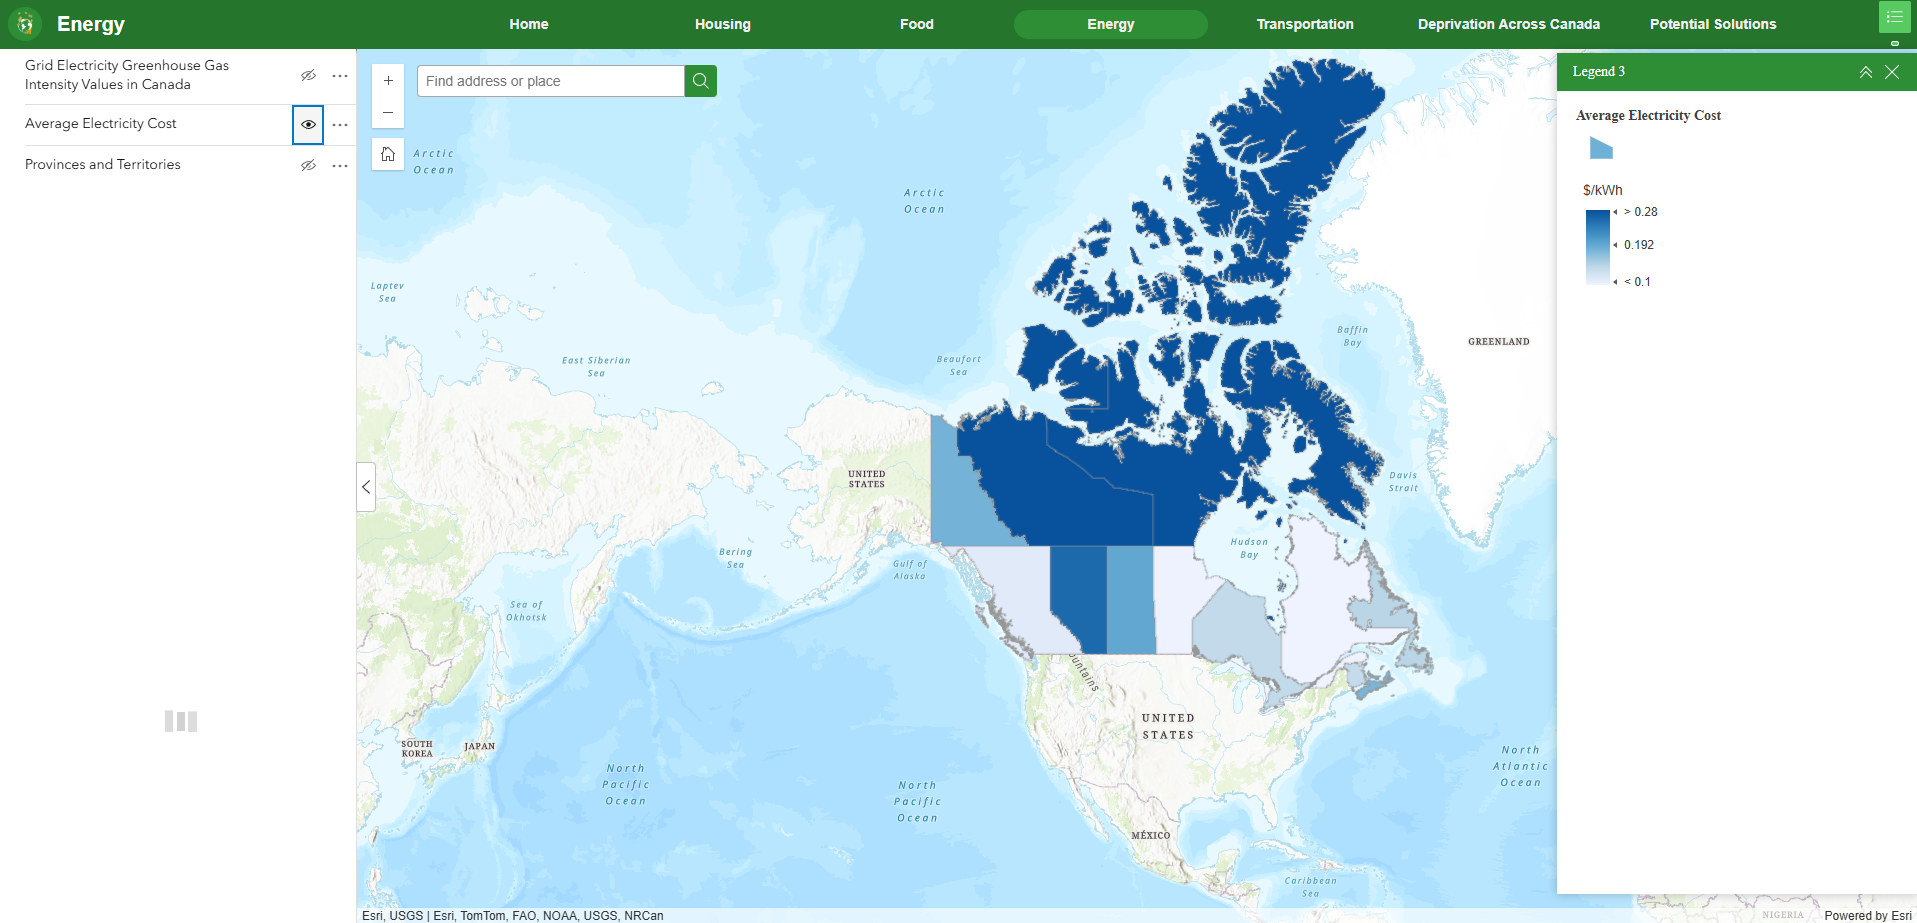 Energy
Home
Housing
Food
Energy
Transportation
Deprivation Across Canada
Potential Solutions
Grid Electricity Greenhouse Gas
Intensity Values in Canada
Average Electricity Cost
Provinces and Territories
Find address or place
Legend 3
Average Electricity Cost
$/kWh
> 0.28
0.192
< 0.1
Arctic
Ocean
Arctic
Ocean
Laptev
Sea
East Siberian
Sea
Beaufort
Sea
Baffin
Bay
GREENLAND
UNITED
STATES
Davis
Strait
Bering
Sea
Gulf of
Alaska
Hudson
Bay
Sea of
Okhotsk
ountains
UNITED
STATES
SOUTH
KOREA
JAPAN
North
Pacific
Ocean
North
Pacific
Ocean
North
Atlantic
Ocean
MÉXICO
Caribbean
Sea
NIGERIA
Esri, USGS | Esri, TomTom, FAO, NOAA, USGS, NRCan
Powered by Esri